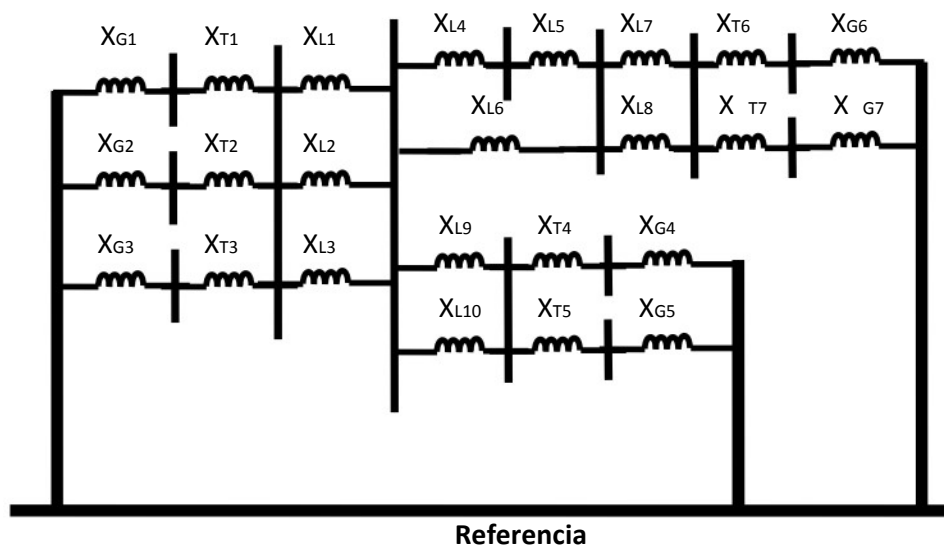 XG1 XT1 XL1 XL4 XL5 XL7 XT6 XG6
XL6 XL8 X T7 X G7
XG2 XT2 XL2
XG3 XT3 XL3 XL9 XT4 XG4
XL10 XT5 XG5
Referencia